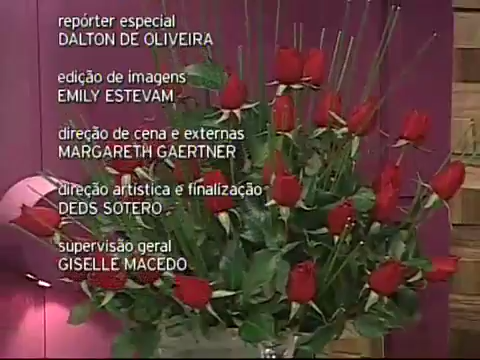 repórter especial
DALTON DE OLIVEIRA
edição de imagens
EMILY ESTEVAM
direção de cena e externas
MARGARETH GAERTNER
direção artística e finalização
DEDS SOTERO
supervisão geral
GISELLE MACEDO